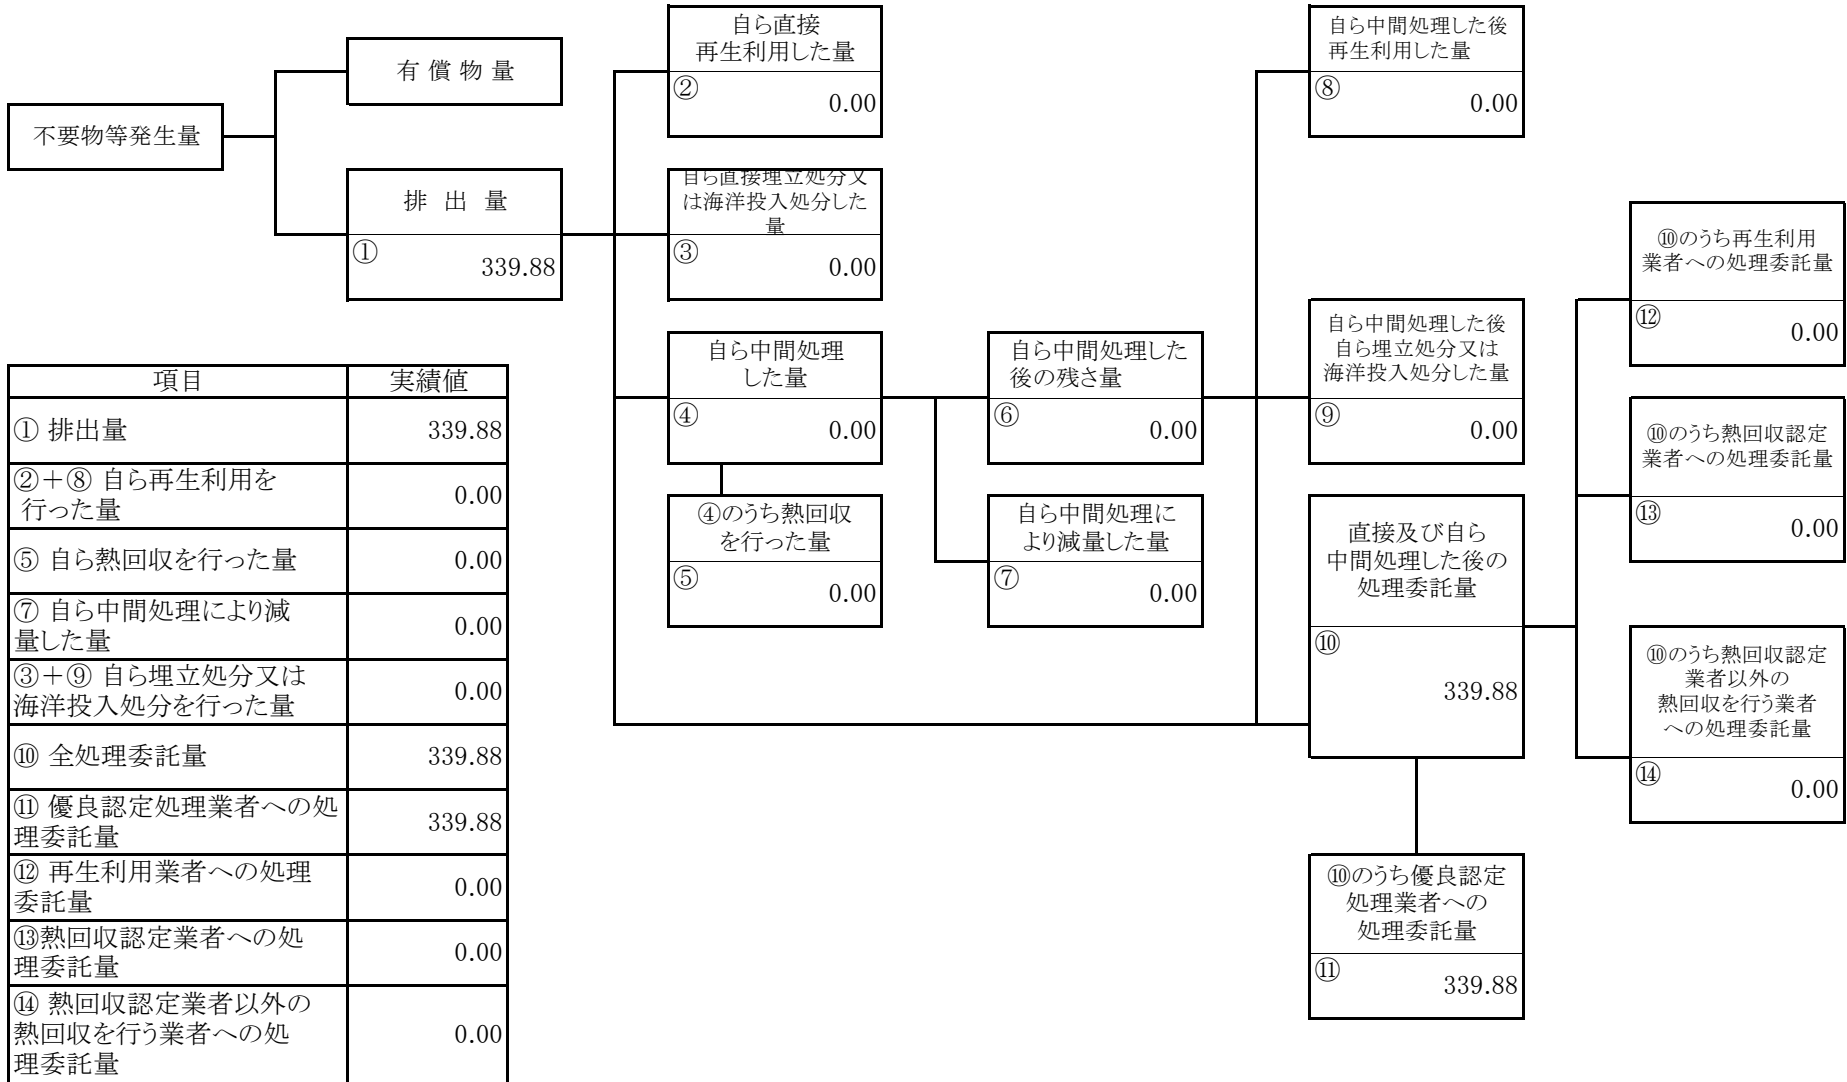 不要物等発生量
有 償 物 量
排 出 量
①
339.88
自ら直接
再生利用した量
②
0.00
自ら直接埋立処分又
は海洋投入処分した
量
③
0.00
自ら中間処理
した量
④
0.00
④のうち熱回収
を行った量
⑤
0.00
自ら中間処理した
後の残さ量
⑥
0.00
自ら中間処理に
より減量した量
⑦
0.00
自ら中間処理した後
再生利用した量
⑧
0.00
自ら中間処理した後
自ら埋立処分又は
海洋投入処分した量
⑨
0.00
直接及び自ら
中間処理した後の
処理委託量
⑩
339.88
⑩のうち優良認定
処理業者への
処理委託量
⑪
339.88
⑩のうち再生利用
業者への処理委託量
⑫
0.00
⑩のうち熱回収認定
業者への処理委託量
⑬
0.00
⑩のうち熱回収認定
業者以外の
熱回収を行う業者
への処理委託量
⑭
0.00
項目 実績値
① 排出量 339.88
②+⑧ 自ら再生利用を
行った量 0.00
⑤ 自ら熱回収を行った量 0.00
⑦ 自ら中間処理により減
量した量 0.00
③+⑨ 自ら埋立処分又は
海洋投入処分を行った量 0.00
⑩ 全処理委託量 339.88
⑪ 優良認定処理業者への処
理委託量 339.88
⑫ 再生利用業者への処理
委託量 0.00
⑬熱回収認定業者への処
理委託量 0.00
⑭ 熱回収認定業者以外の
熱回収を行う業者への処
理委託量 0.00